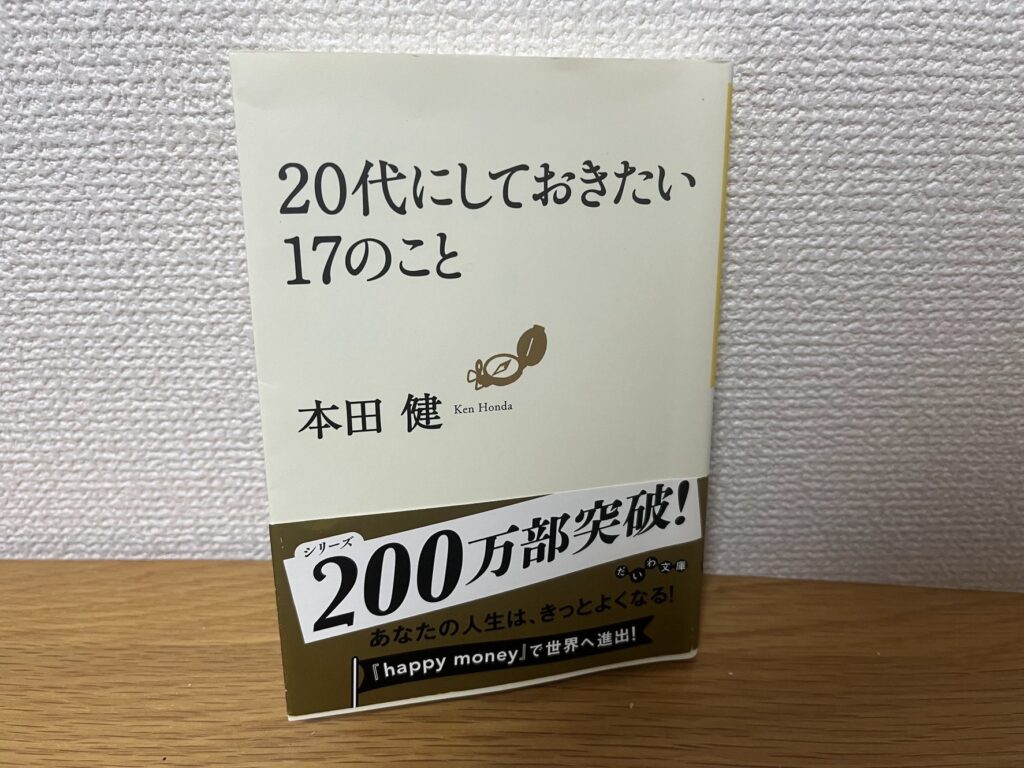 20代にしておきたい
17のこと
本田 健 Ken Honda
シリーズ
200万部突破!
だいわ文庫
あなたの人生は、きっとよくなる!
『happy money』で世界へ進出!